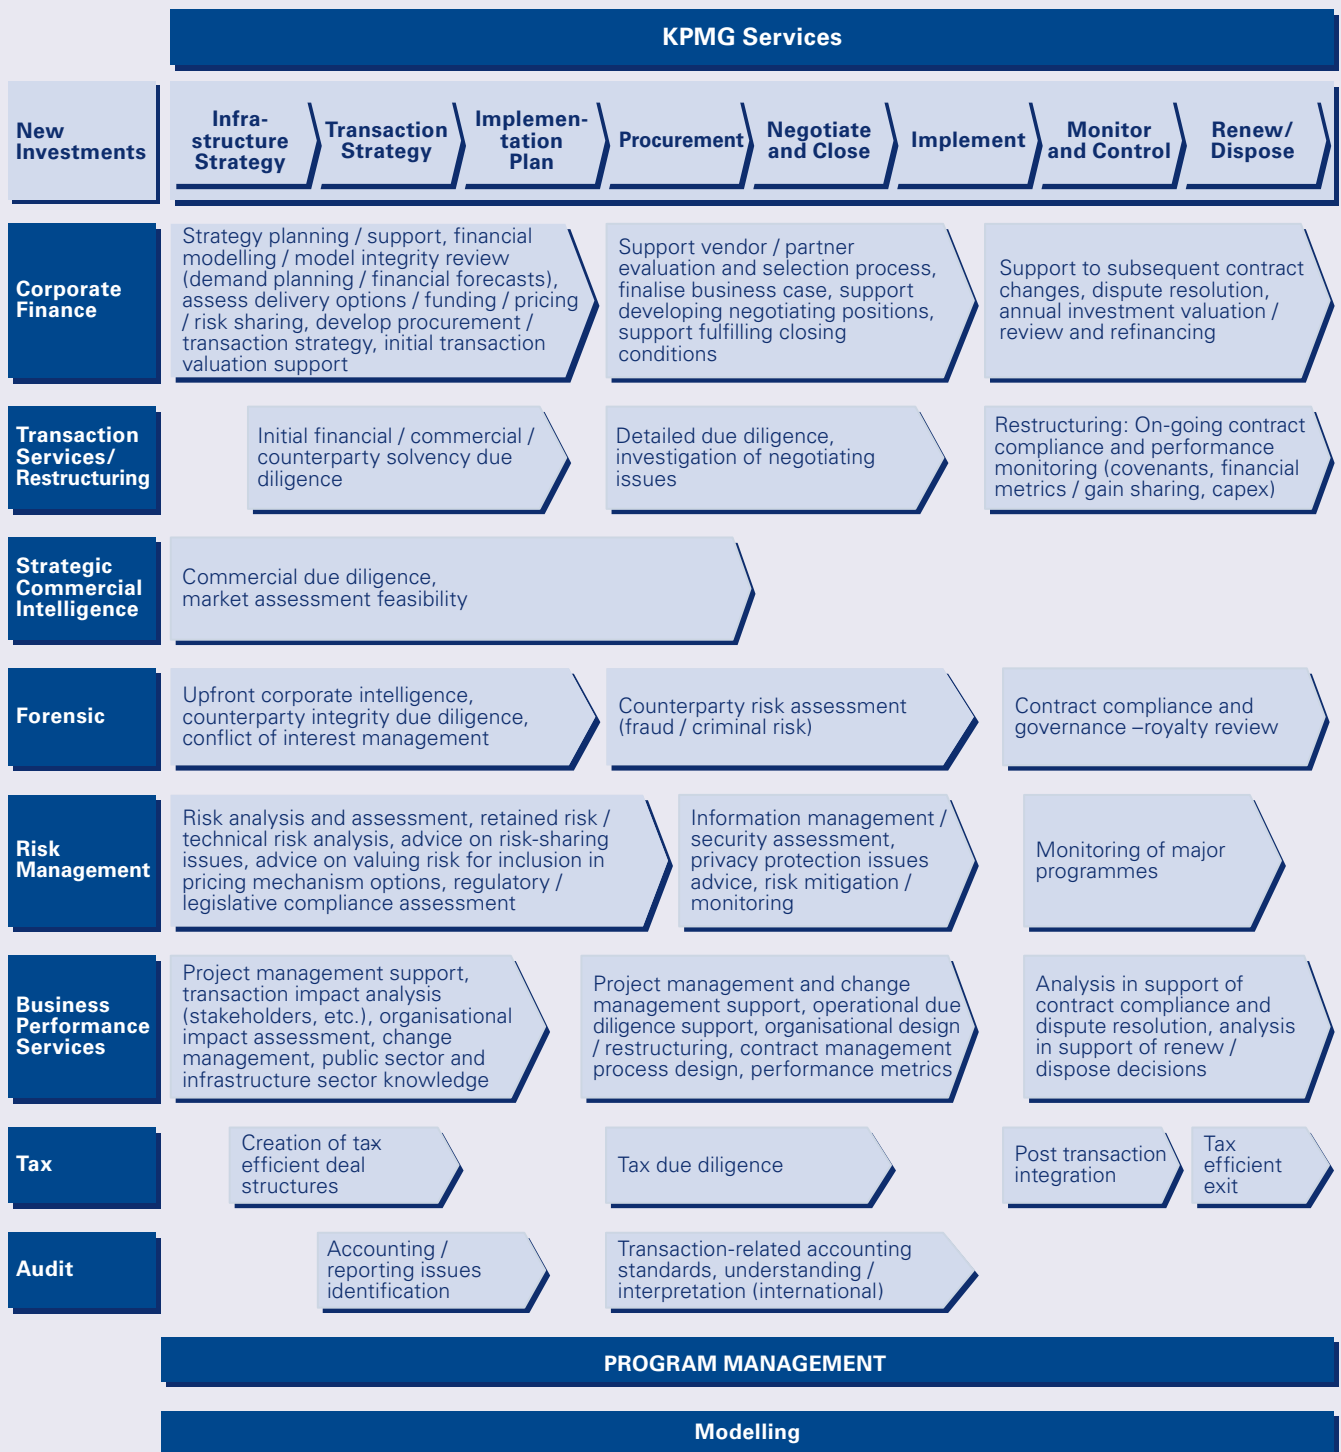 KPMG Services
New
Investments
Infra-
structure
Strategy
Transaction
Strategy
Implemen-
tation
Plan
Procurement
Negotiate
and Close
Implement
Monitor
and Control
Renew/
Dispose
Corporate
Finance
Strategy planning / support, financial
modelling / model integrity review
(demand planning / financial forecasts),
assess delivery options / funding / pricing
/ risk sharing, develop procurement /
transaction strategy, initial transaction
valuation support
Support vendor / partner
evaluation and selection process,
finalise business case, support
developing negotiating positions,
support fulfilling closing
conditions
Support to subsequent contract
changes, dispute resolution,
annual investment valuation /
review and refinancing
Transaction
Services/
Restructuring
Initial financial / commercial /
counterparty solvency due
diligence
Detailed due diligence,
investigation of negotiating
issues
Restructuring: On-going contract
compliance and performance
monitoring (covenants, financial
metrics / gain sharing, capex)
Strategic
Commercial
Intelligence
Commercial due diligence,
market assessment feasibility
Forensic
Upfront corporate intelligence,
counterparty integrity due diligence,
conflict of interest management
Counterparty risk assessment
(fraud / criminal risk)
Contract compliance and
governance –royalty review
Risk
Management
Risk analysis and assessment, retained risk /
technical risk analysis, advice on risk-sharing
issues, advice on valuing risk for inclusion in
pricing mechanism options, regulatory /
legislative compliance assessment
Information management /
security assessment,
privacy protection issues
advice, risk mitigation /
monitoring
Monitoring of major
programmes
Business
Performance
Services
Project management support,
transaction impact analysis
(stakeholders, etc.), organisational
impact assessment, change
management, public sector and
infrastructure sector knowledge
Project management and change
management support, operational due
diligence support, organisational design
/ restructuring, contract management
process design, performance metrics
Analysis in support of
contract compliance and
dispute resolution, analysis
in support of renew /
dispose decisions
Tax
Creation of tax
efficient deal
structures
Tax due diligence
Post transaction
integration
Tax
efficient
exit
Audit
Accounting /
reporting issues
identification
Transaction-related accounting
standards, understanding /
interpretation (international)
PROGRAM MANAGEMENT
Modelling